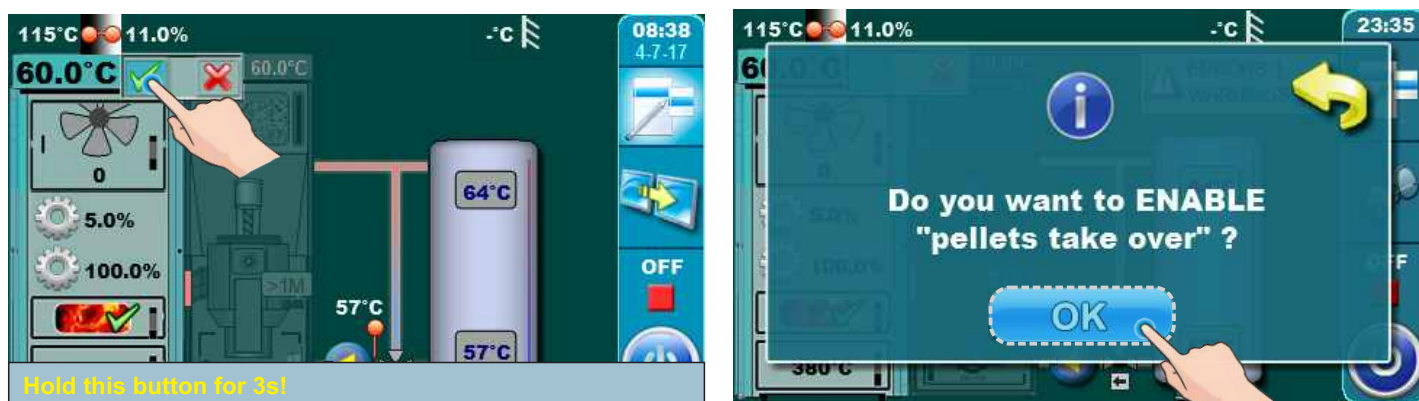 115°C 11.0% -°C 08:38
4-7-17
60.0°C 60.0°C
0
64°C
5.0%
100.0% OFF
>1M
57°C
57°C
Hold this button for 3s!
115°C 11.0% -°C 23:35
Do you want to ENABLE
"pellets take over" ?
OK
380°C